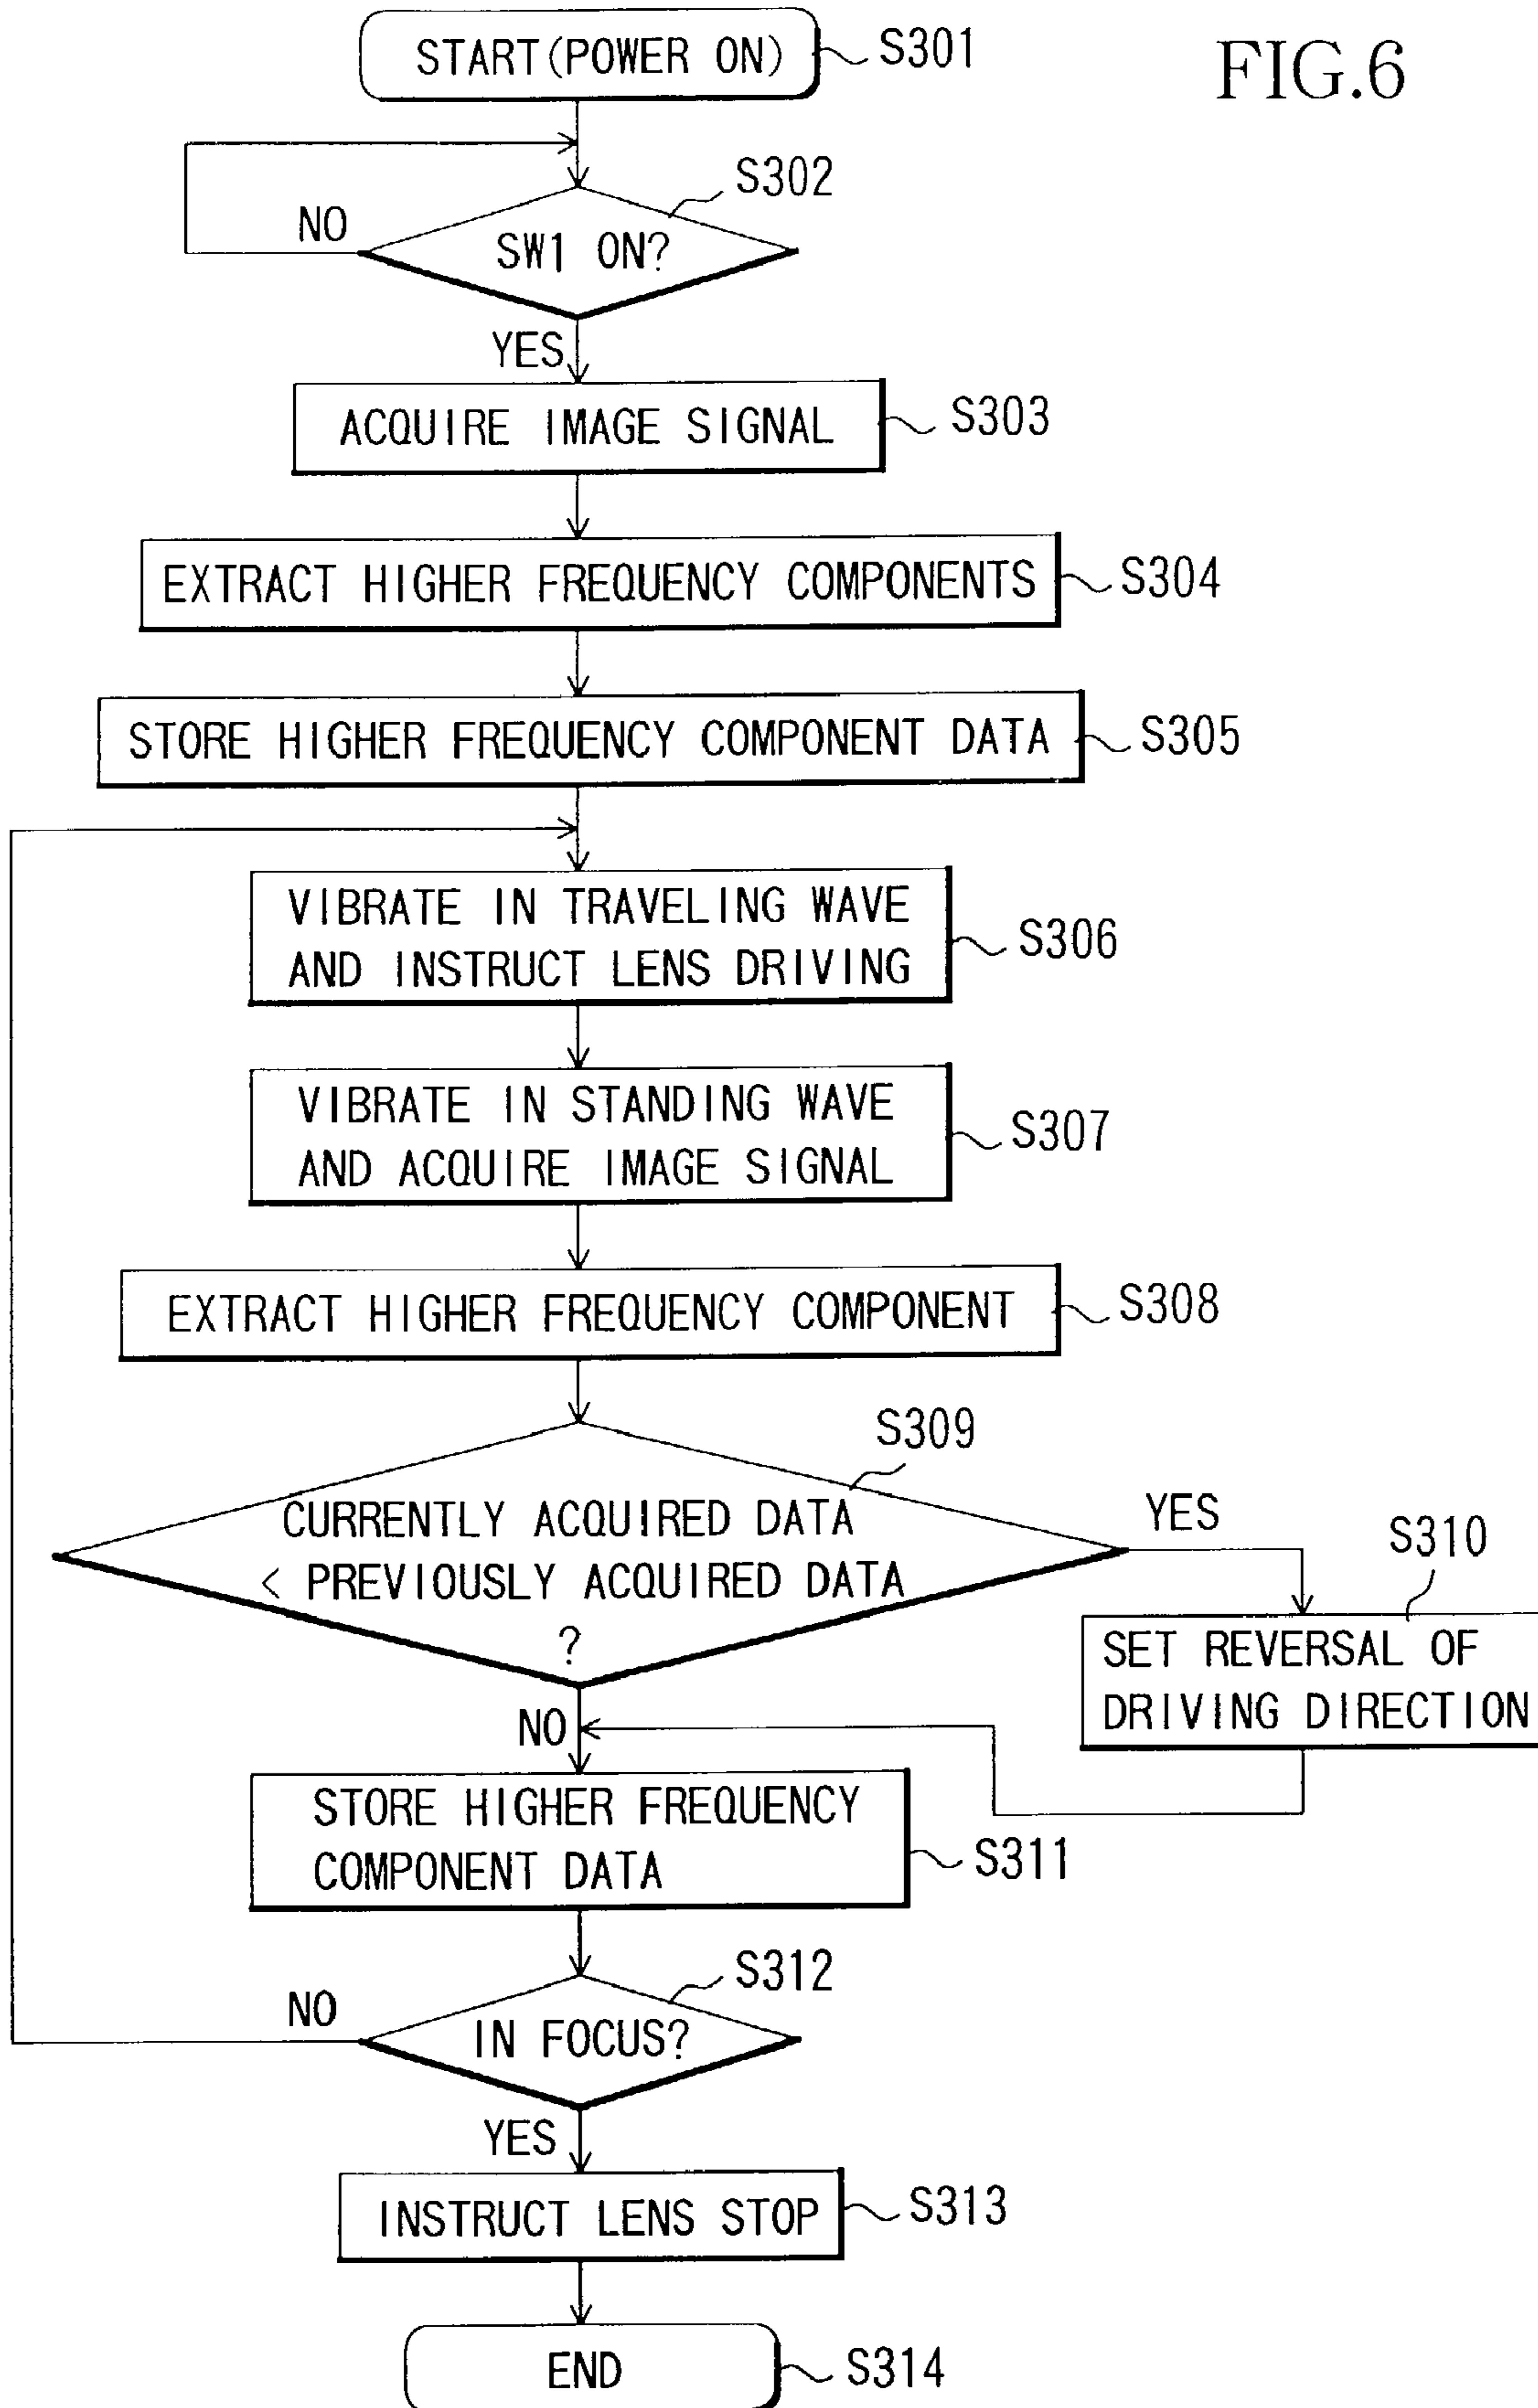 FIG.6
START(POWER ON)
S301
S302
NO
SW1 ON?
YES
ACQUIRE IMAGE SIGNAL
S303
EXTRACT HIGHER FREQUENCY COMPONENTS
S304
STORE HIGHER FREQUENCY COMPONENT DATA
S305
VIBRATE IN TRAVELING WAVE
AND INSTRUCT LENS DRIVING
S306
VIBRATE IN STANDING WAVE
AND ACQUIRE IMAGE SIGNAL
S307
EXTRACT HIGHER FREQUENCY COMPONENT
S308
S309
CURRENTLY ACQUIRED DATA
< PREVIOUSLY ACQUIRED DATA
?
YES
S310
SET REVERSAL OF
DRIVING DIRECTION
NO
STORE HIGHER FREQUENCY
COMPONENT DATA
S311
S312
NO
IN FOCUS?
YES
INSTRUCT LENS STOP
S313
END
S314